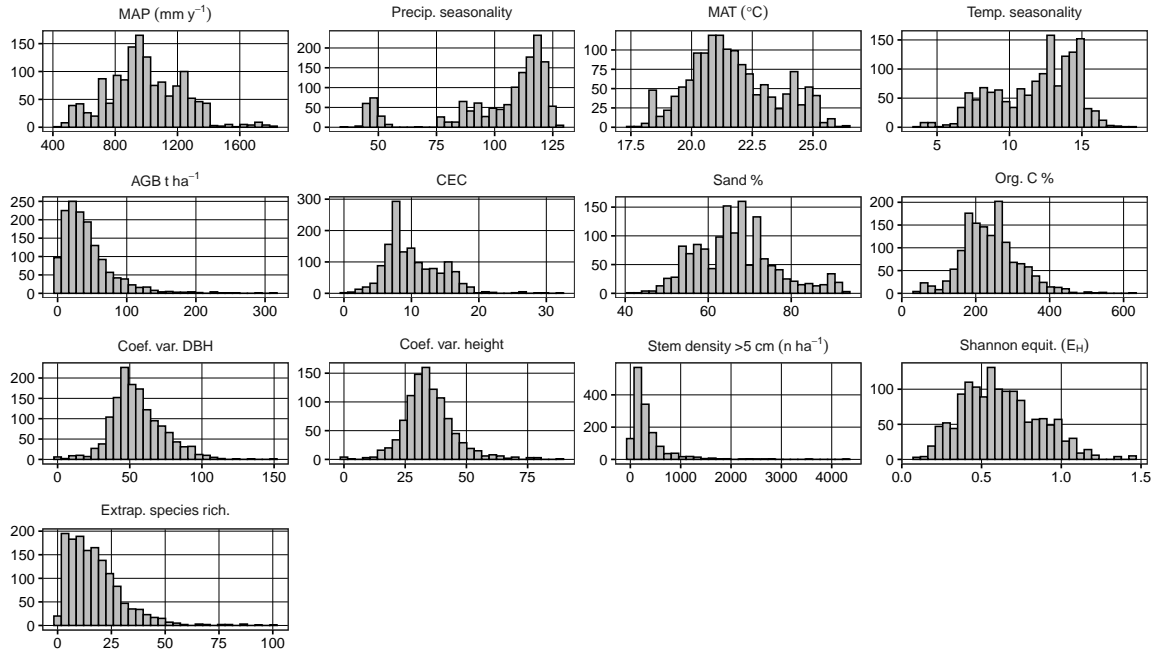 MAP (mm y⁻¹)
150
100
50
0
400 800 1200 1600
Precip. seasonality
200
150
100
50
0
50 75 100 125
MAT (°C)
100
75
50
25
0
17.5 20.0 22.5 25.0
Temp. seasonality
150
100
50
0
5 10 15
AGB t ha⁻¹
250
200
150
100
50
0
0 100 200 300
CEC
300
200
100
0
0 10 20 30
Sand %
150
100
50
0
40 60 80
Org. C %
200
150
100
50
0
0 200 400 600
Coef. var. DBH
200
150
100
50
0
0 50 100 150
Coef. var. height
150
100
50
0
0 25 50 75
Stem density >5 cm (n ha⁻¹)
400
200
0
0 1000 2000 3000 4000
Shannon equit. (E_H)
100
50
0
0.0 0.5 1.0 1.5
Extrap. species rich.
200
150
100
50
0
0 25 50 75 100